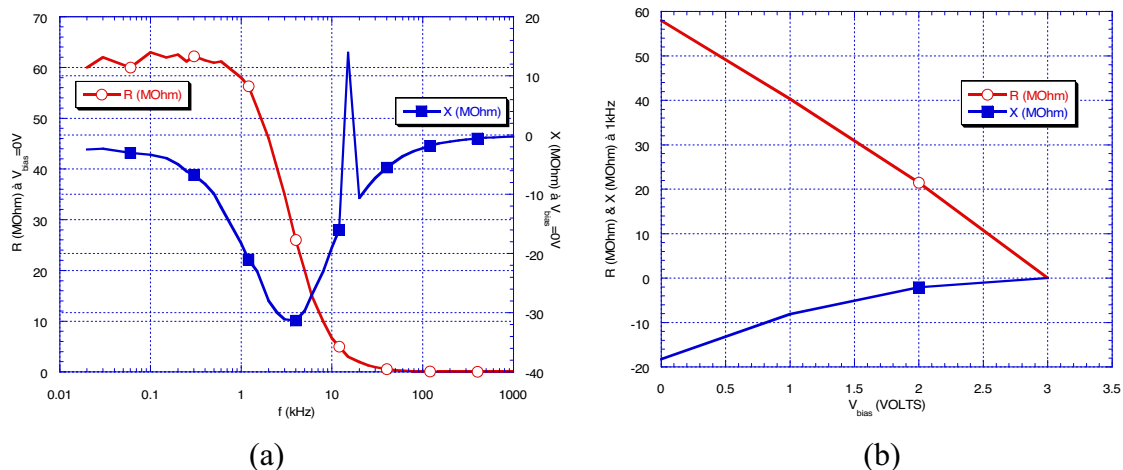 R (MOhm) à V_bias=0V
70
60
50
40
30
20
10
0
R (MOhm)
X (MOhm)
20
10
0
-10
-20
-30
-40
X (MOhm) à V_bias=0V
0.01 0.1 1 10 100 1000
f (kHz)
(a)
R (MOhm) & X (MOhm) à 1kHz
60
50
40
30
20
10
0
-10
-20
R (MOhm)
X (MOhm)
0 0.5 1 1.5 2 2.5 3 3.5
V_bias (VOLTS)
(b)